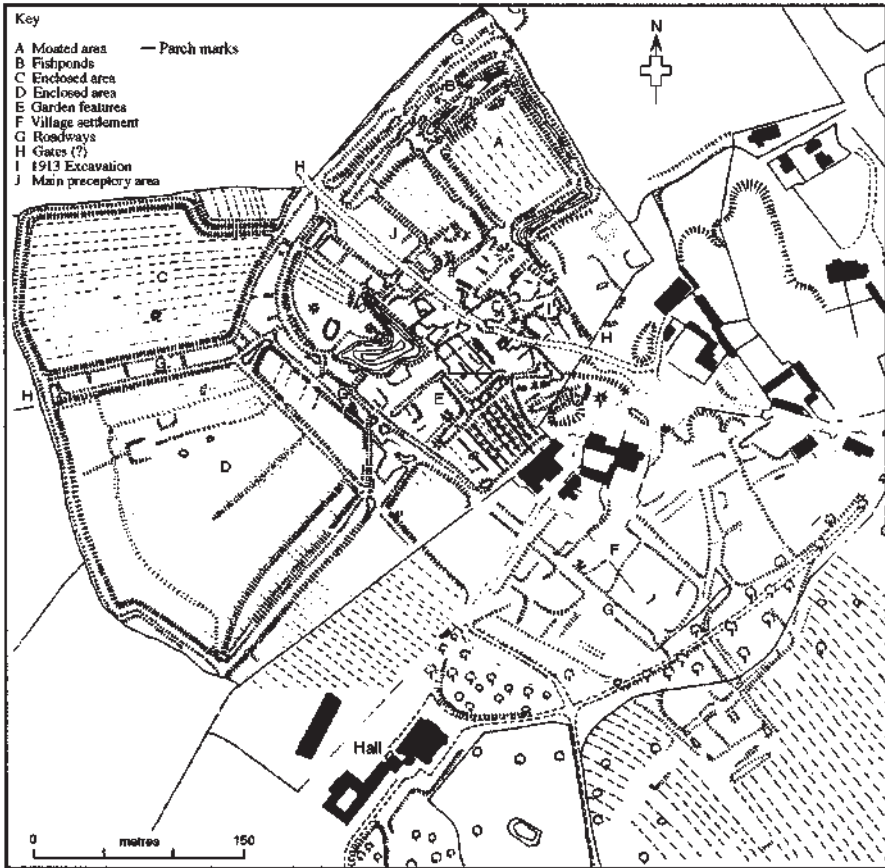 Key
A Moated area — Parch marks
B Fishponds
C Enclosed area
D Enclosed area
E Garden features
F Village settlement
G Roadways
H Gates (?)
I 1913 Excavation
J Main preceptory area
N
G
B
A
H
J
I
C
H
G
H
G
E
D
F
G
Hall
0 metres 150